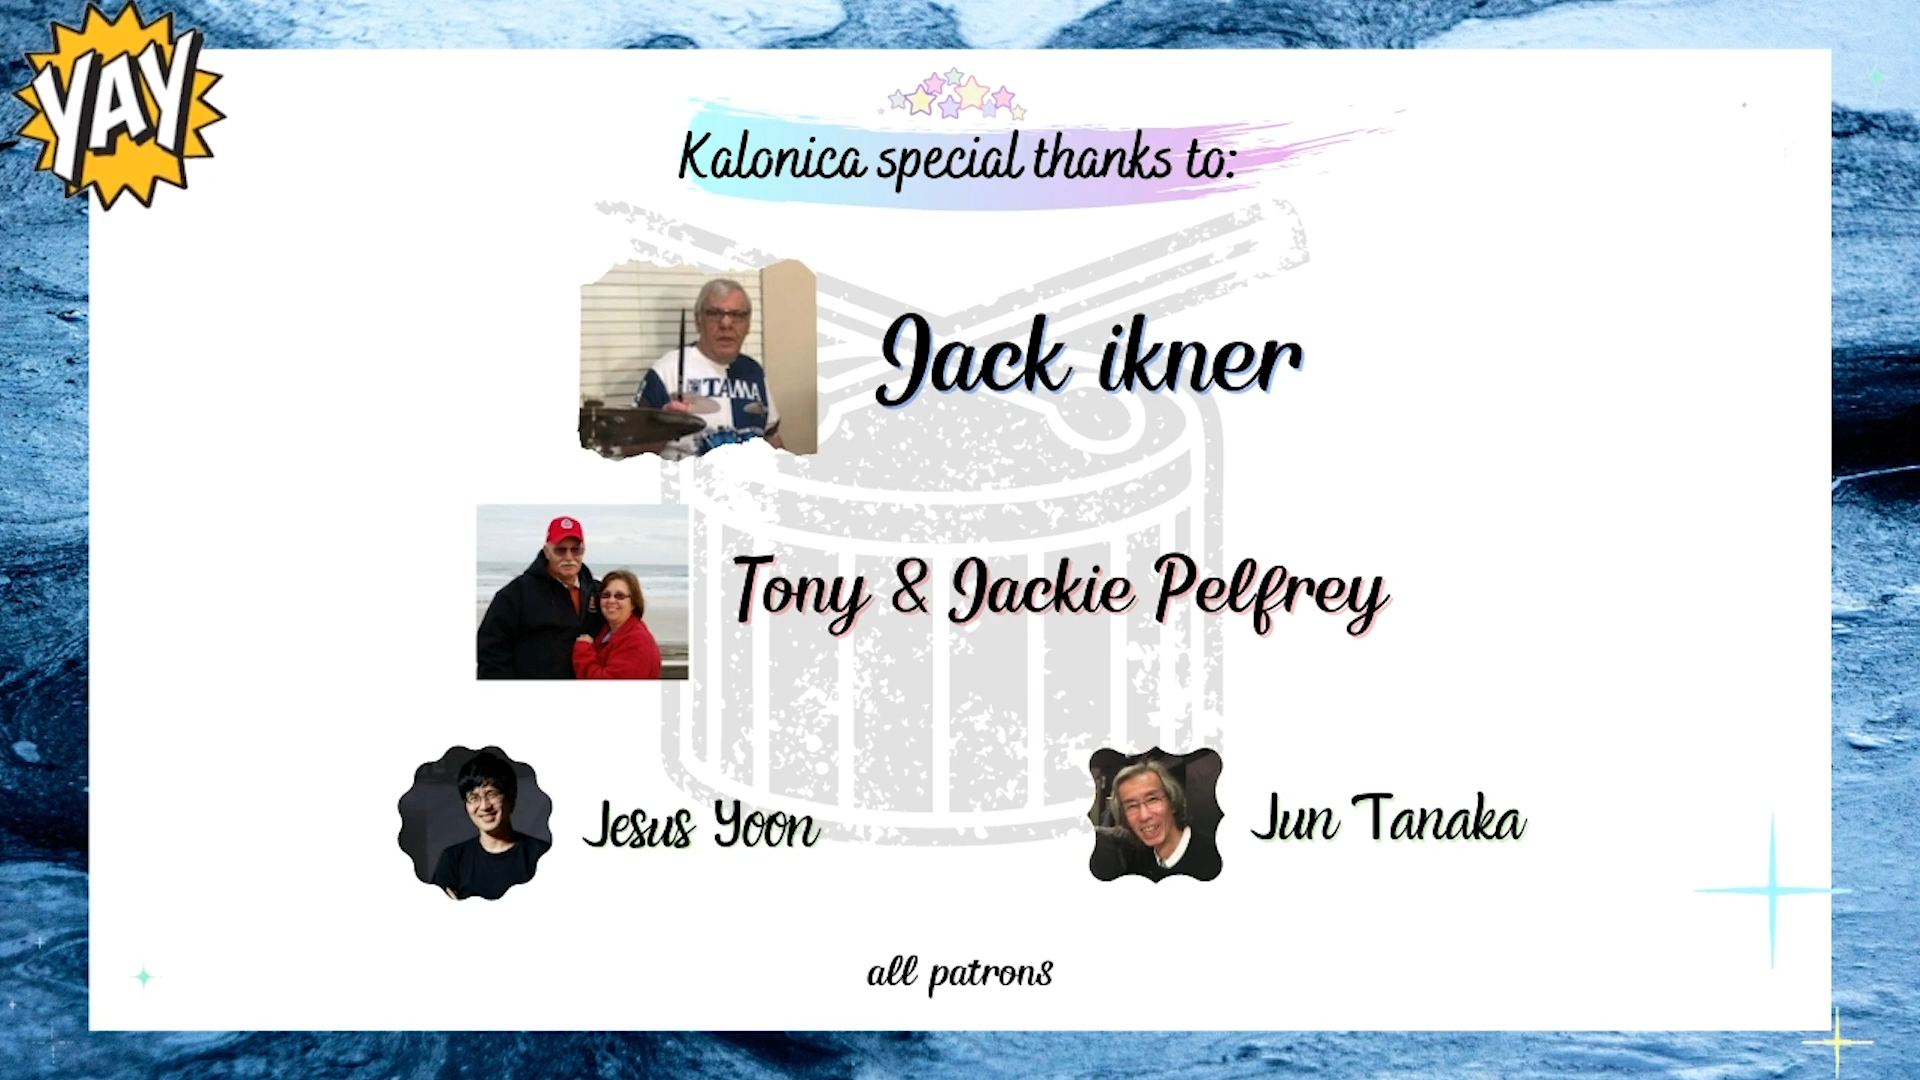 YAY
Kalonica special thanks to:
TAMA
Jack ikner
Tony & Jackie Pelfrey
Jesus Yoon
Jun Tanaka
all patrons